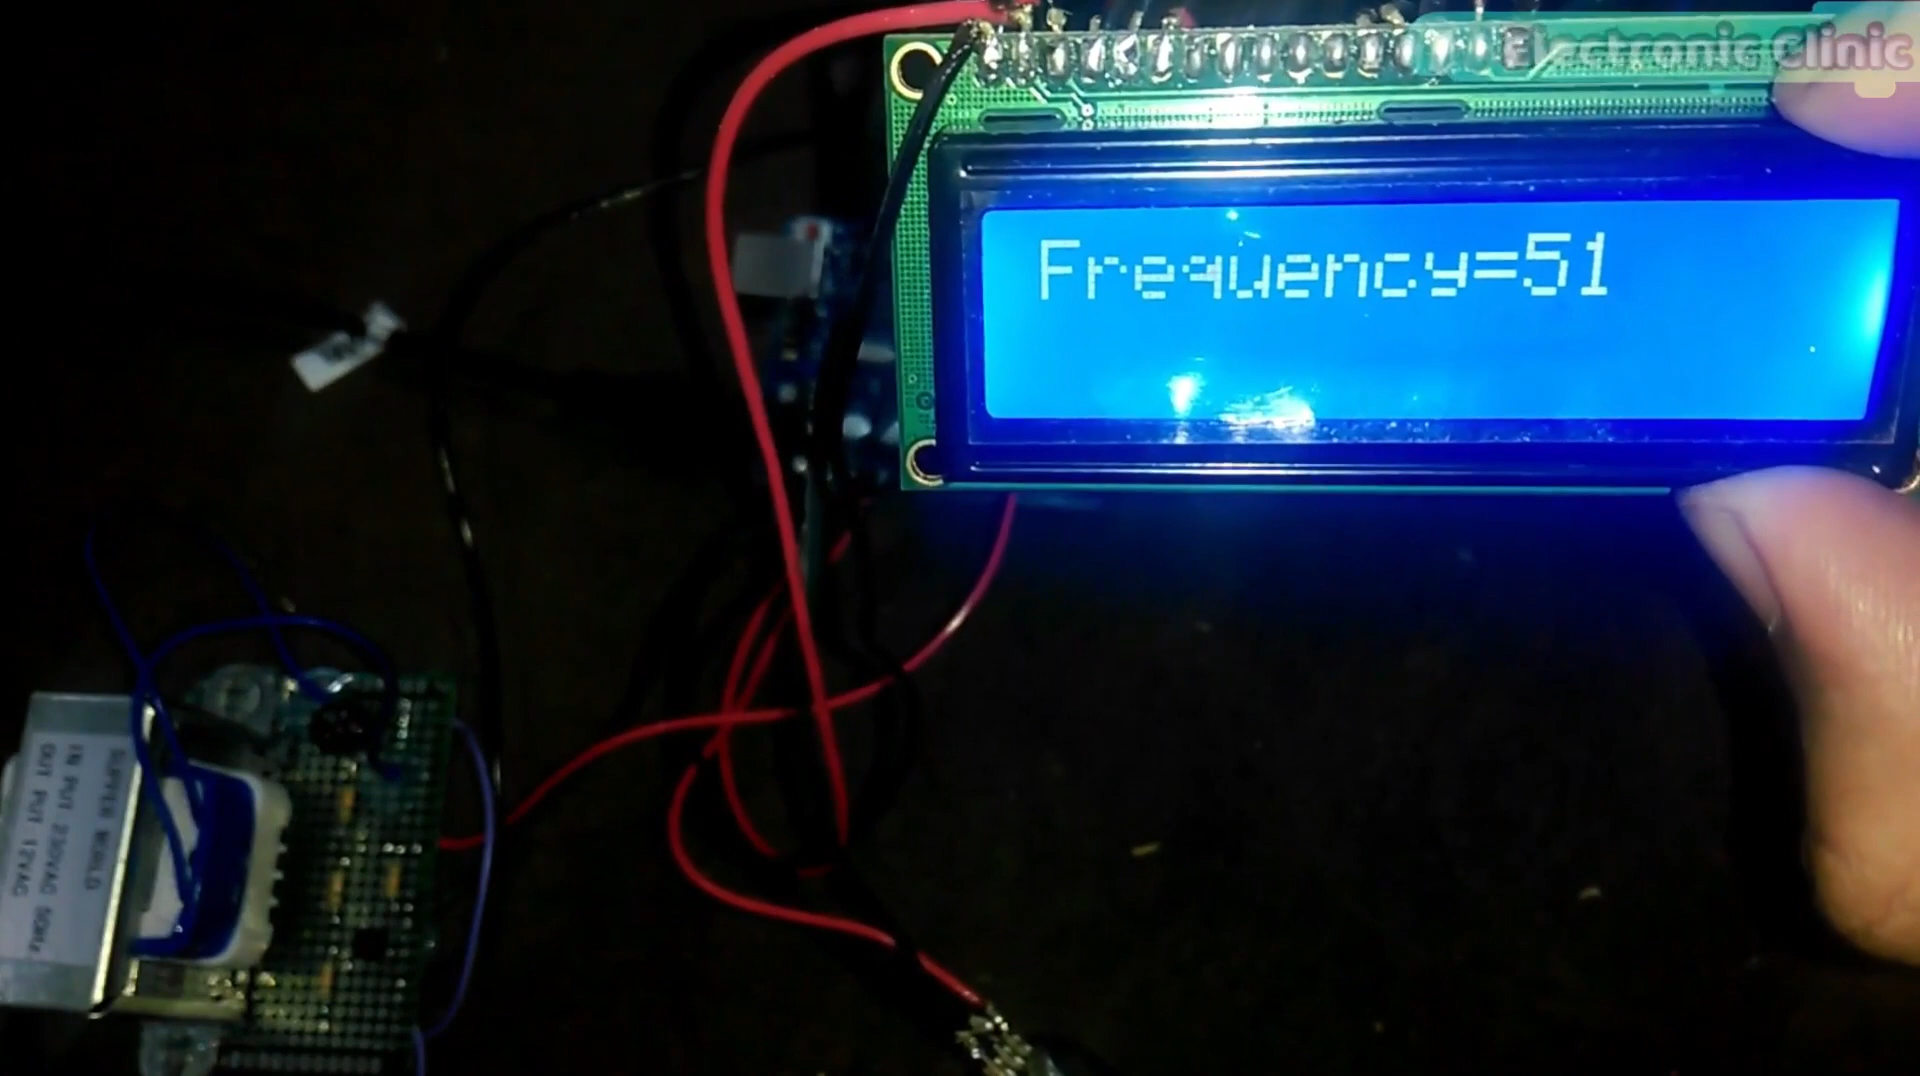 Electronic Clinic
Frequency=51
SUPPER WORLD
IN PUT 230VAC 50Hz
OUT PUT 12VAC